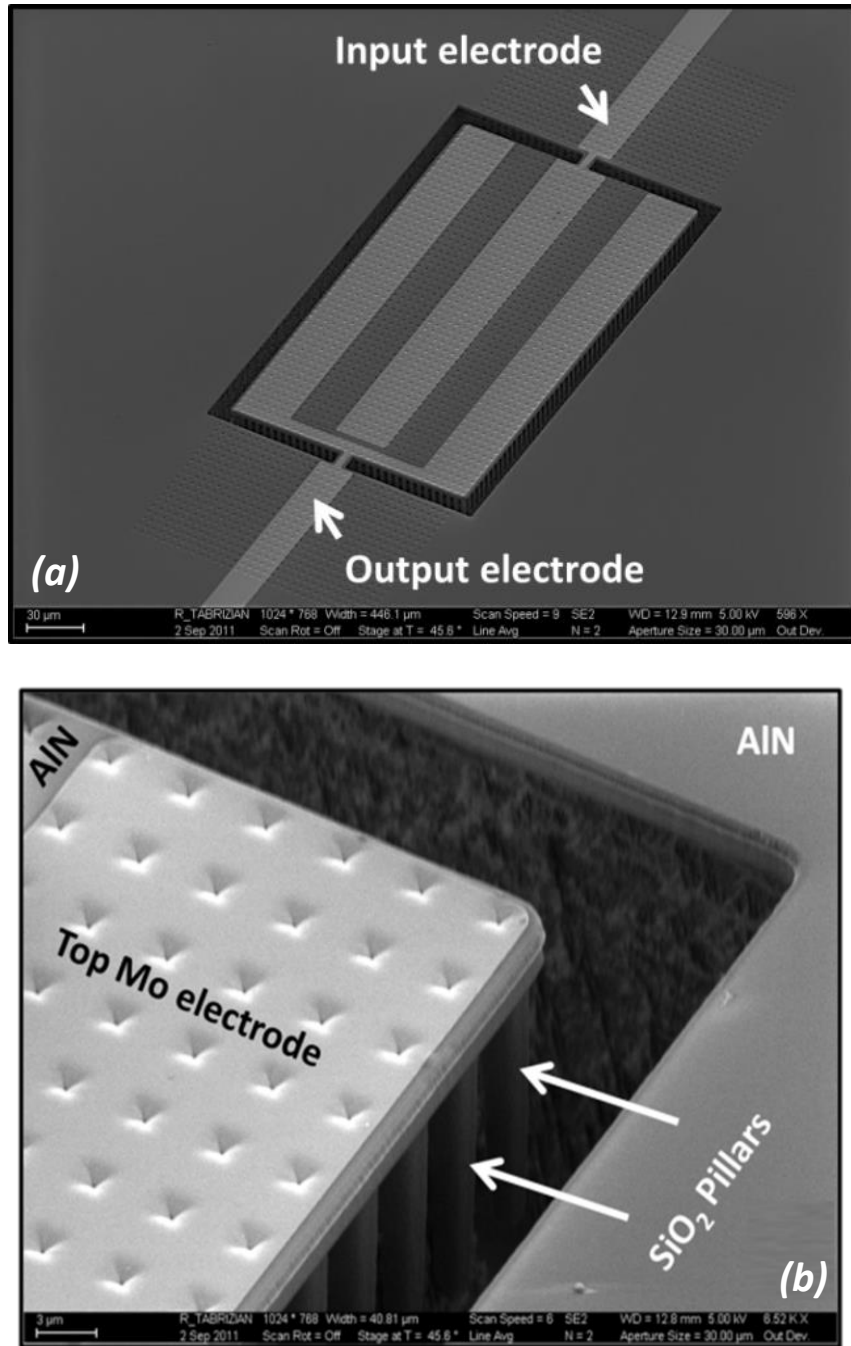 Input electrode
Output electrode
(a)
30 µm
R_TABRIZIAN 1024 * 768 Width = 446.1 µm Scan Speed = 9 SE2 WD = 12.9 mm 5.00 kV 596 X
2 Sep 2011 Scan Rot = Off Stage at T = 45.6 ° Line Avg N = 2 Aperture Size = 30.00 µm Out Dev.
AlN
AlN
Top Mo electrode
SiO₂ Pillars
(b)
3 µm
R_TABRIZIAN 1024 * 768 Width = 40.81 µm Scan Speed = 6 SE2 WD = 12.8 mm 5.00 kV 6.52 K X
2 Sep 2011 Scan Rot = Off Stage at T = 45.6 ° Line Avg N = 2 Aperture Size = 30.00 µm Out Dev.